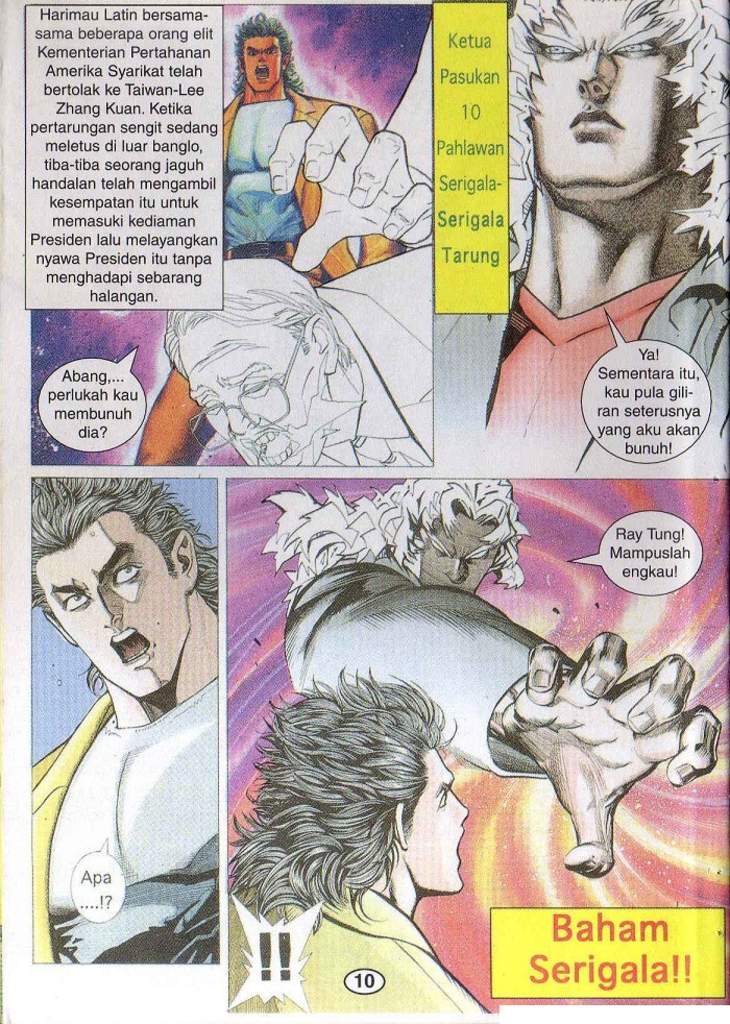 Harimau Latin bersama-
sama beberapa orang elit
Kementerian Pertahanan
Amerika Syarikat telah
bertolak ke Taiwan-Lee
Zhang Kuan. Ketika
pertarungan sengit sedang
meletus di luar banglo,
tiba-tiba seorang jaguh
handalan telah mengambil
kesempatan itu untuk
memasuki kediaman
Presiden lalu melayangkan
nyawa Presiden itu tanpa
menghadapi sebarang
halangan.
Ketua
Pasukan
10
Pahlawan
Serigala-
Serigala
Tarung
Abang,...
perlukah kau
membunuh
dia?
Ya!
Sementara itu,
kau pula gili-
ran seterusnya
yang aku akan
bunuh!
Apa
....!?
Ray Tung!
Mampuslah
engkau!
!!
Baham
Serigala!!
10